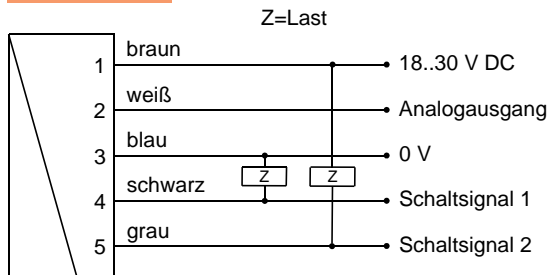 Z=Last
braun
1 18..30 V DC
weiß
2 Analogausgang
blau
3 0 V
Z Z
schwarz
4 Schaltsignal 1
grau
5 Schaltsignal 2